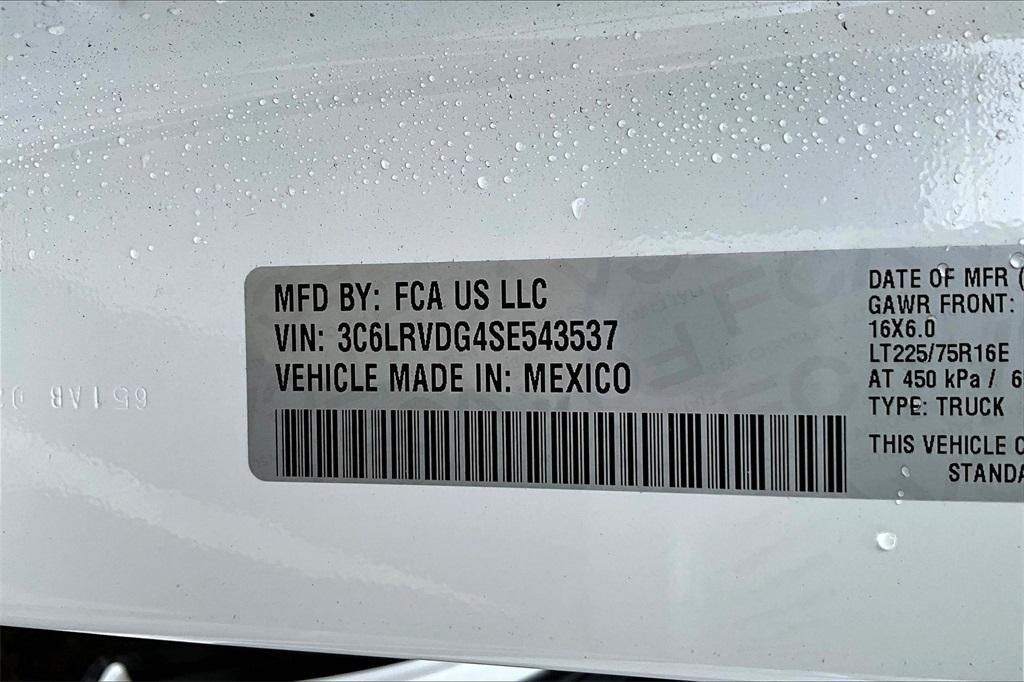 MFD BY: FCA US LLC
VIN: 3C6LRVDG4SE543537
VEHICLE MADE IN: MEXICO
DATE OF MFR (
GAWR FRONT:
16X6.0
LT225/75R16E
AT 450 kPa /
TYPE: TRUCK
THIS VEHICLE
651AB